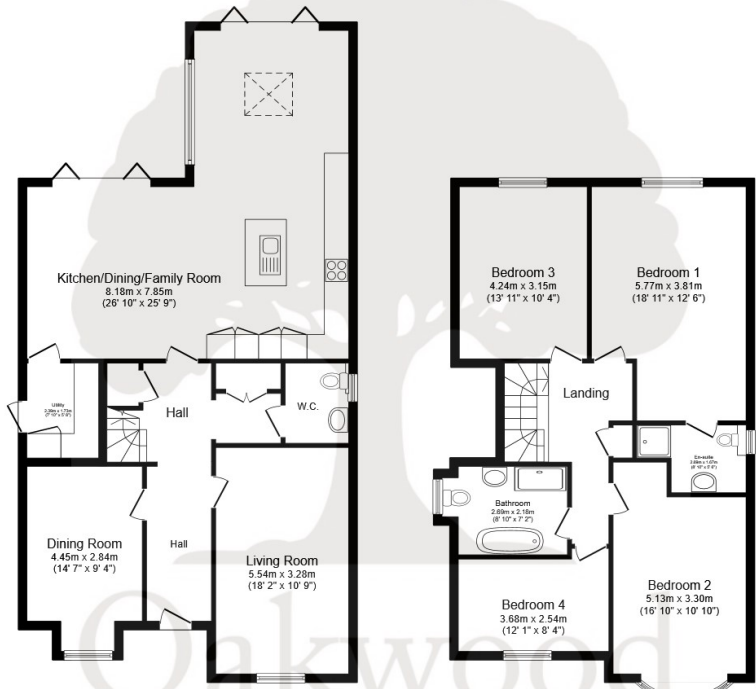 Kitchen/Dining/Family Room
8.18m x 7.85m
(26' 10" x 25' 9")
Utility
Hall
W.C.
Dining Room
4.45m x 2.84m
(14' 7" x 9' 4")
Hall
Living Room
5.54m x 3.28m
(18' 2" x 10' 9")
Bedroom 3
4.24m x 3.15m
(13' 11" x 10' 4")
Bedroom 1
5.77m x 3.81m
(18' 11" x 12' 6")
Landing
En-suite
Bathroom
2.69m x 2.18m
(8' 10" x 7' 2")
Bedroom 4
3.68m x 2.54m
(12' 1" x 8' 4")
Bedroom 2
5.13m x 3.30m
(16' 10" x 10' 10")
Oakwood